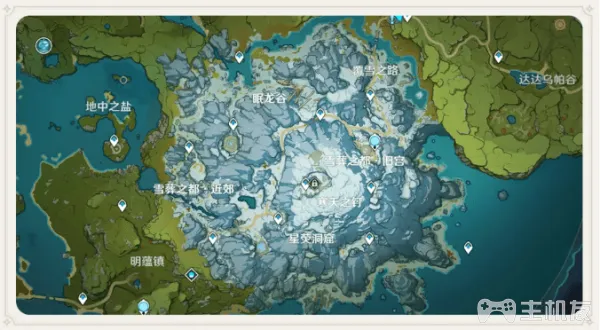 覆雪之路
达达乌帕谷
眠龙谷
地中之盐
雪葬之都·旧宫
雪葬之都·近郊
寒天之钉
星荧洞窟
明蕴镇
主机友